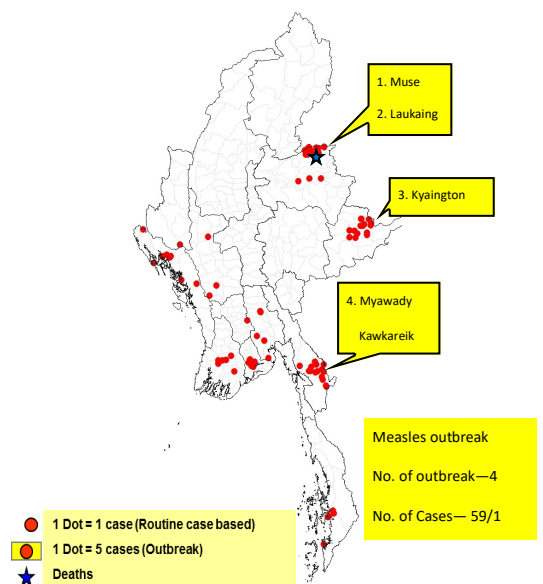 1. Muse
2. Laukaing
3. Kyaington
4. Myawady
Kawkareik
Measles outbreak
No. of outbreak—4
No. of Cases— 59/1
1 Dot = 1 case (Routine case based)
1 Dot = 5 cases (Outbreak)
Deaths